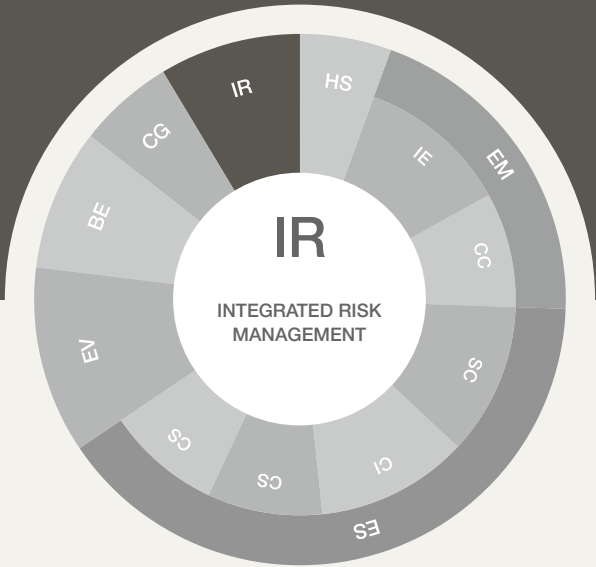 IR
HS
EM
IE
CC
SC
CI
ES
CS
CS
EV
BE
CG
IR
INTEGRATED RISK
MANAGEMENT